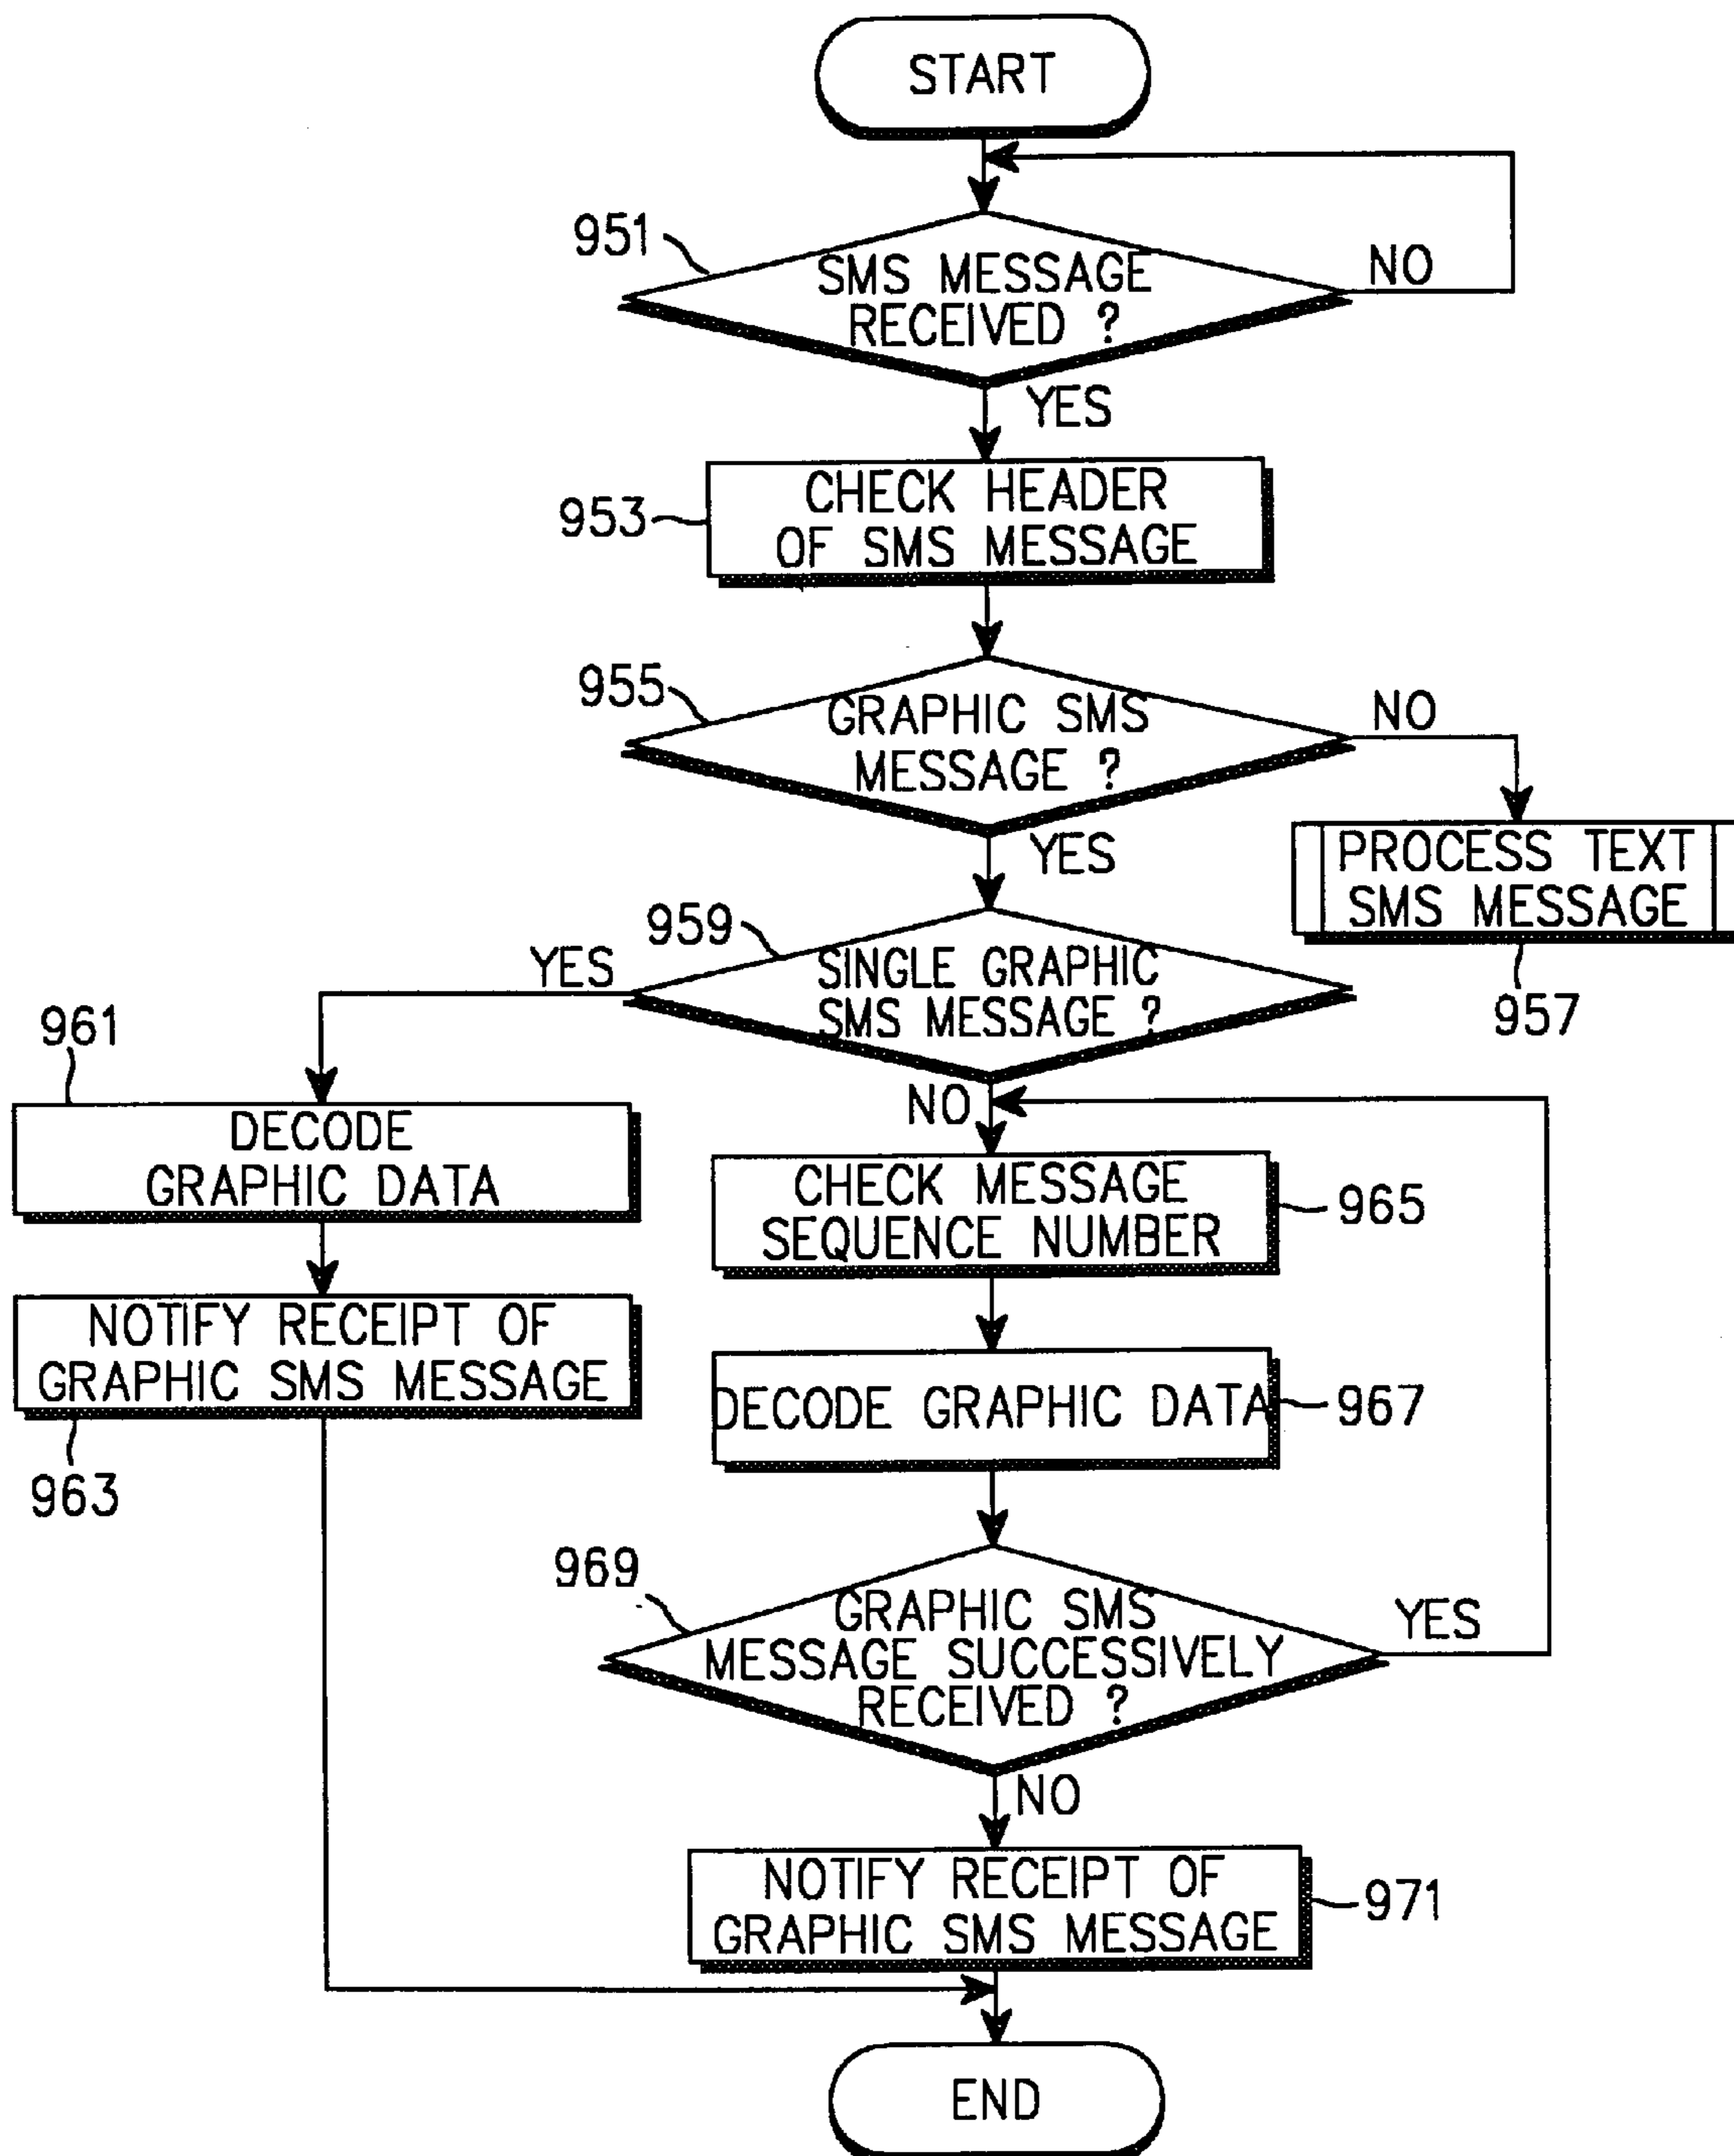 START
951
SMS MESSAGE
RECEIVED ?
NO
YES
953
CHECK HEADER
OF SMS MESSAGE
955
GRAPHIC SMS
MESSAGE ?
NO
YES
PROCESS TEXT
SMS MESSAGE
957
959
SINGLE GRAPHIC
SMS MESSAGE ?
YES
NO
961
DECODE
GRAPHIC DATA
NOTIFY RECEIPT OF
GRAPHIC SMS MESSAGE
963
CHECK MESSAGE
SEQUENCE NUMBER
965
DECODE GRAPHIC DATA
967
969
GRAPHIC SMS
MESSAGE SUCCESSIVELY
RECEIVED ?
YES
NO
NOTIFY RECEIPT OF
GRAPHIC SMS MESSAGE
971
END